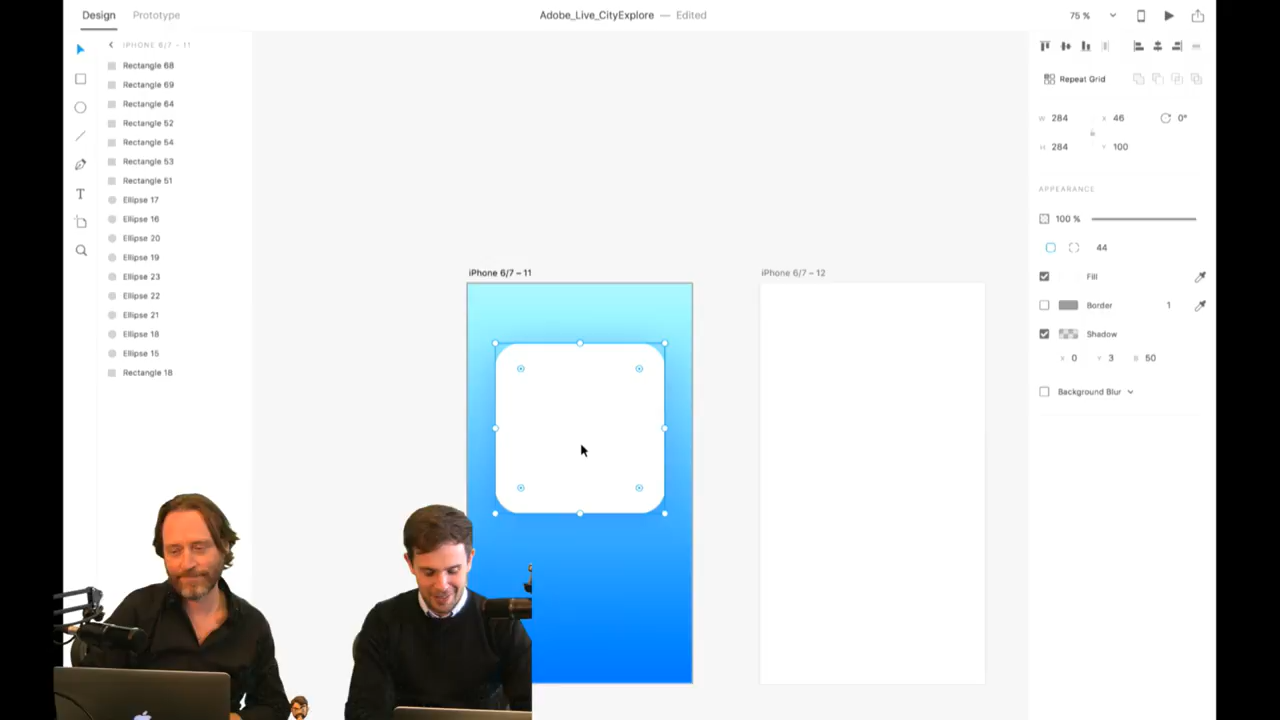 Design Prototype Adobe_Live_CityExplore — Edited 75 %
IPHONE 6/7 – 11
Rectangle 68
Rectangle 69
Rectangle 64
Rectangle 52
Rectangle 54
Rectangle 53
Rectangle 51
Ellipse 17
Ellipse 16
Ellipse 20
Ellipse 19
Ellipse 23
Ellipse 22
Ellipse 21
Ellipse 18
Ellipse 15
Rectangle 18
T
iPhone 6/7 – 11
iPhone 6/7 – 12
Repeat Grid
W 284 X 46 0°
H 284 Y 100
APPEARANCE
100 %
44
Fill
Border 1
Shadow
X 0 Y 3 B 50
Background Blur